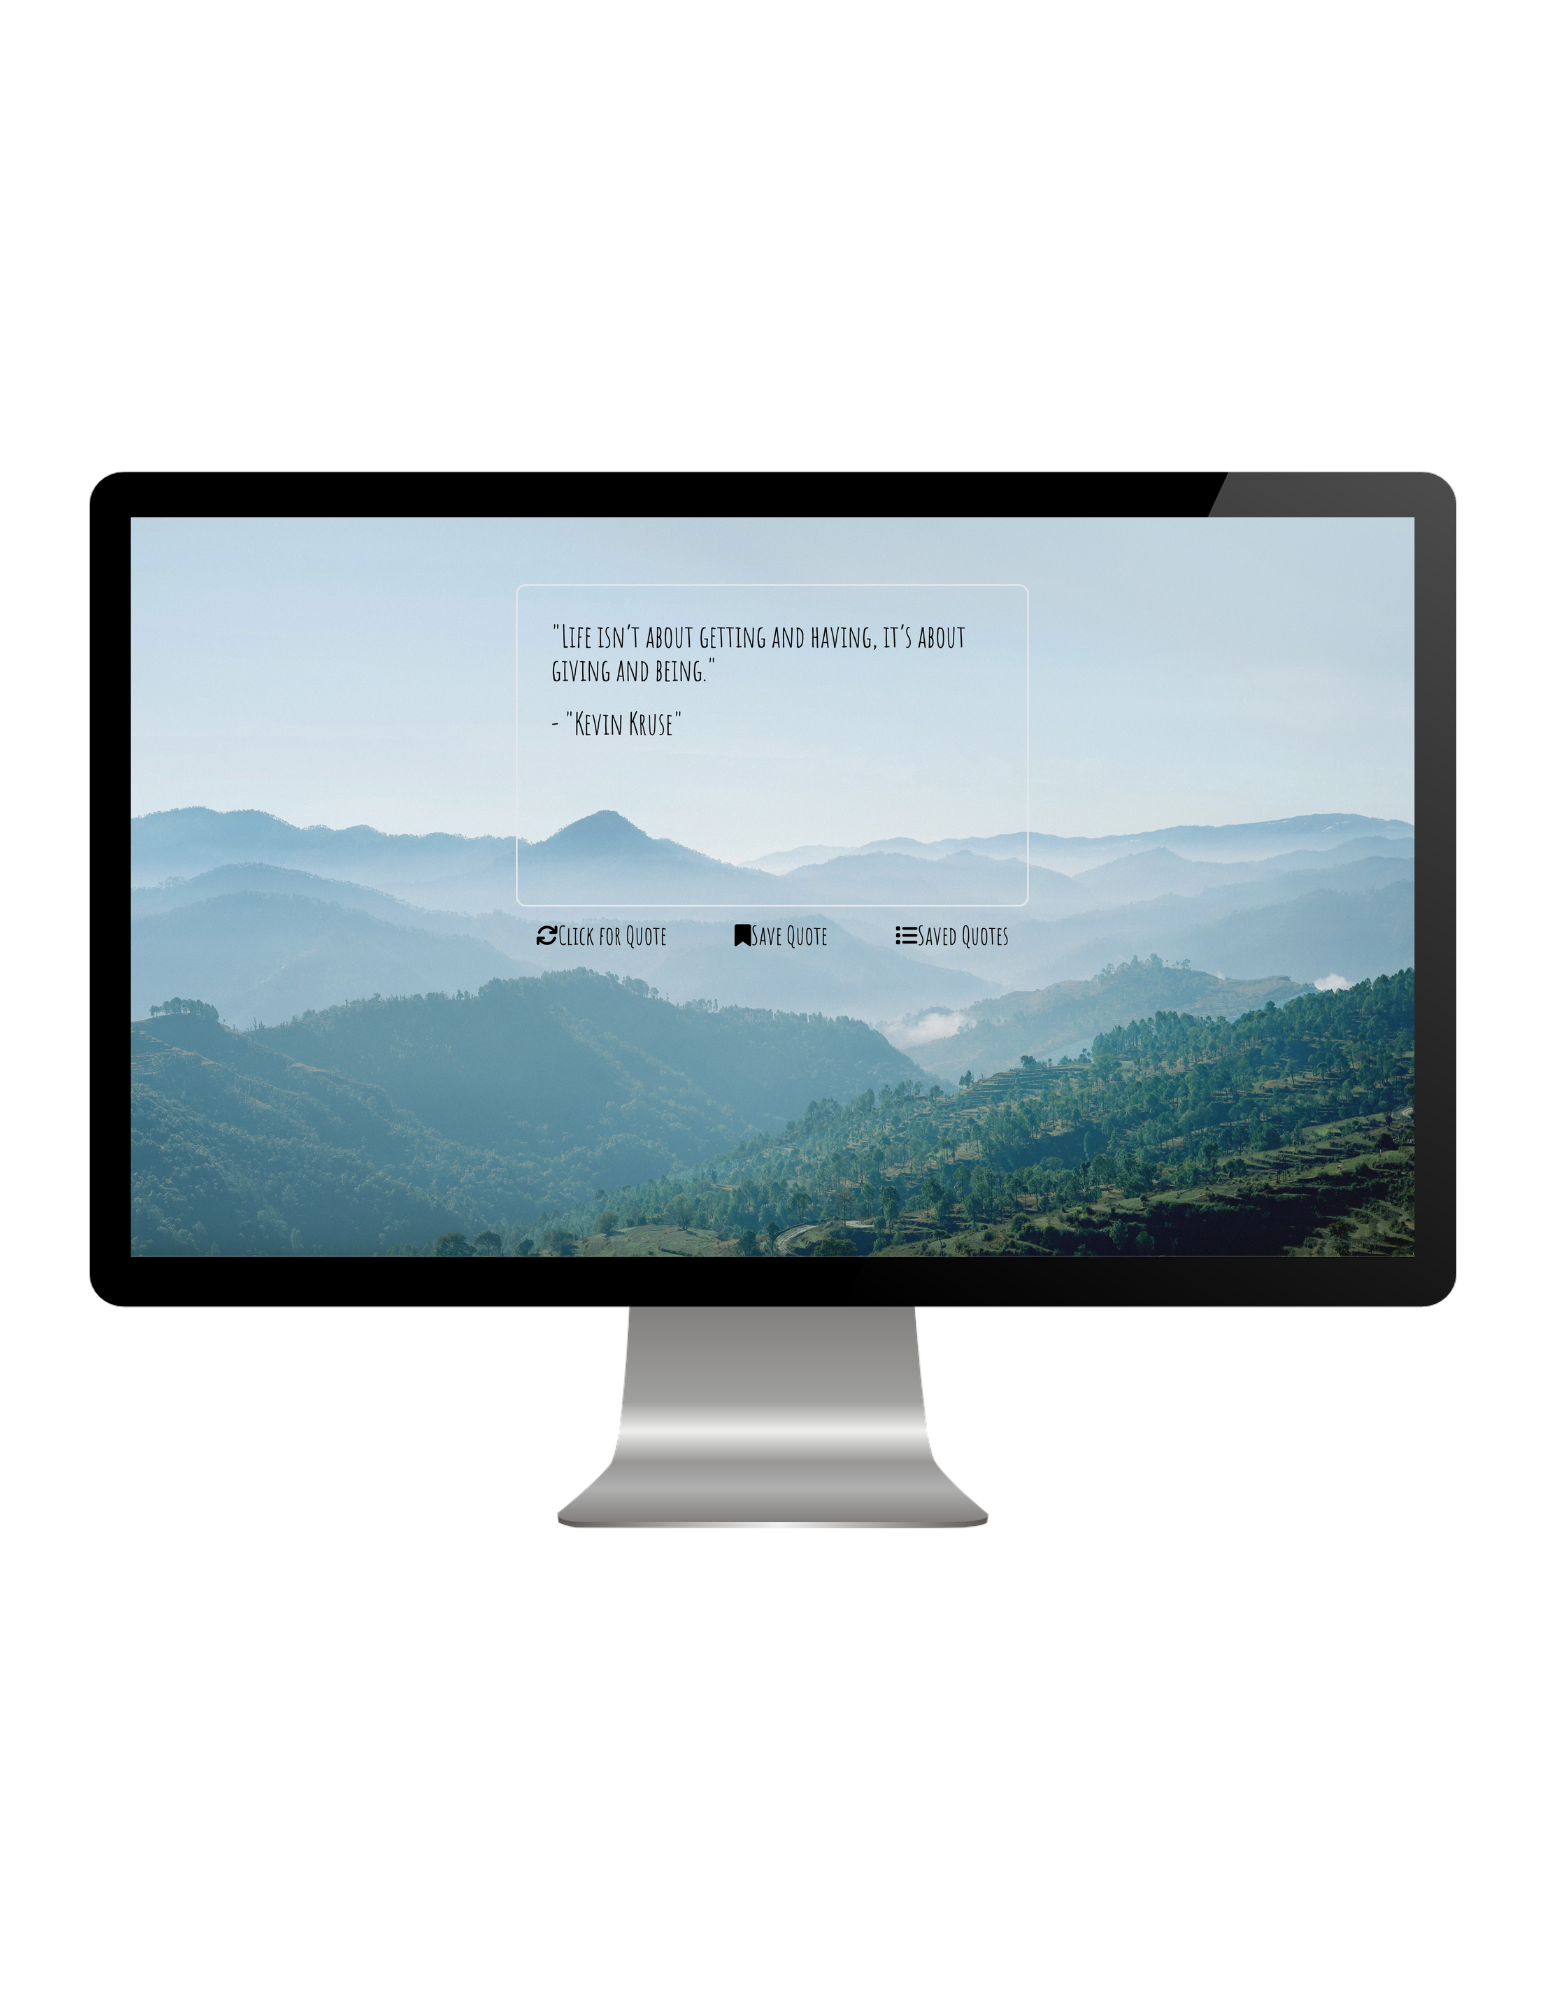 "Life isn't about getting and having, it's about
giving and being."
- "Kevin Kruse"
Click for Quote Save Quote Saved Quotes